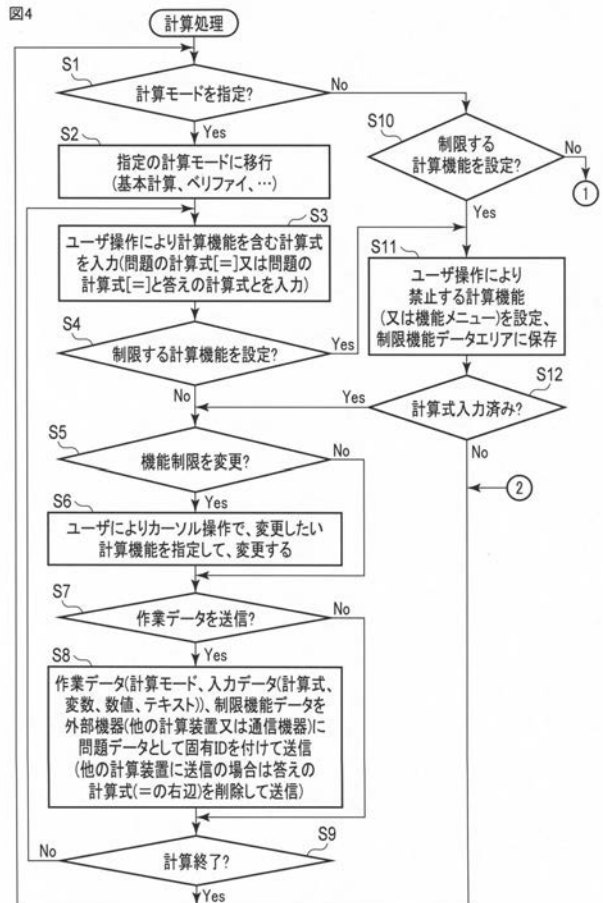 図4
計算処理
S1
計算モードを指定?
No
Yes
S2
指定の計算モードに移行
(基本計算、ベリファイ、…)
S10
制限する
計算機能を設定?
No
1
Yes
S3
ユーザ操作により計算機能を含む計算式
を入力(問題の計算式[=]又は問題の
計算式[=]と答えの計算式とを入力)
S11
ユーザ操作により
禁止する計算機能
(又は機能メニュー)を設定、
制限機能データエリアに保存
S4
制限する計算機能を設定?
Yes
No
S12
計算式入力済み?
Yes
No
2
S5
機能制限を変更?
No
Yes
S6
ユーザによりカーソル操作で、変更したい
計算機能を指定して、変更する
S7
作業データを送信?
No
Yes
S8
作業データ(計算モード、入力データ(計算式、
変数、数値、テキスト))、制限機能データを
外部機器(他の計算装置又は通信機器)に
問題データとして固有IDを付けて送信
(他の計算装置に送信の場合は答えの
計算式(=の右辺)を削除して送信)
S9
計算終了?
No
Yes